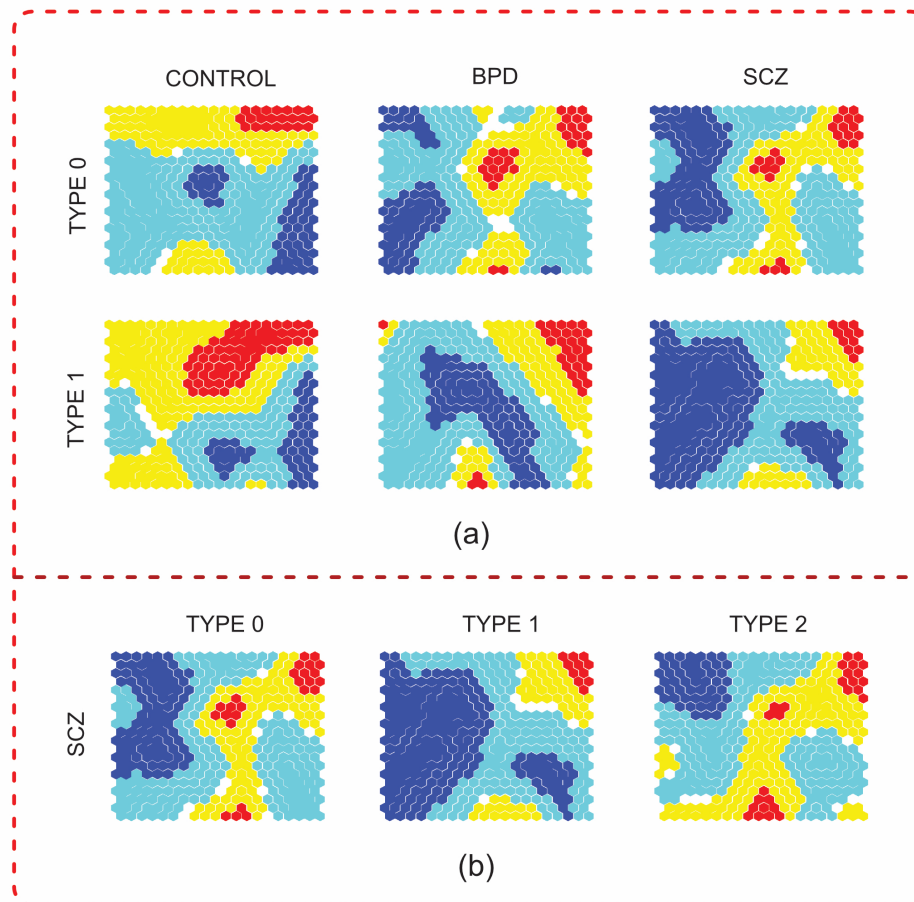 CONTROL BPD SCZ
TYPE 0
TYPE 1
(a)
TYPE 0 TYPE 1 TYPE 2
SCZ
(b)